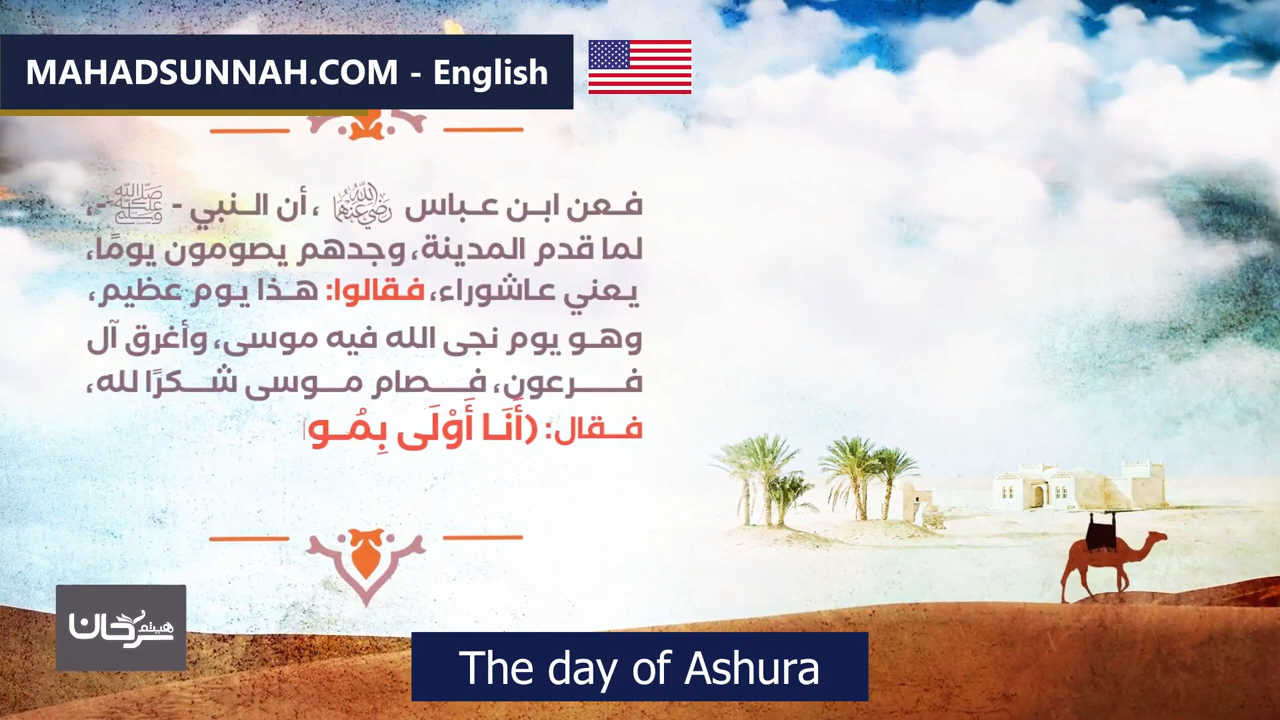 MAHADSUNNAH.COM - English
فعن ابن عباس رضي الله عنهما، أن النبي - ﷺ -،
لما قدم المدينة، وجدهم يصومون يومًا،
يعني عاشوراء، فقالوا: هذا يوم عظيم،
وهو يوم نجى الله فيه موسى، وأغرق آل
فرعون، فصام موسى شكرًا لله،
فقال: (أَنَا أَوْلَى بِمُو
هيثم سرحان
The day of Ashura